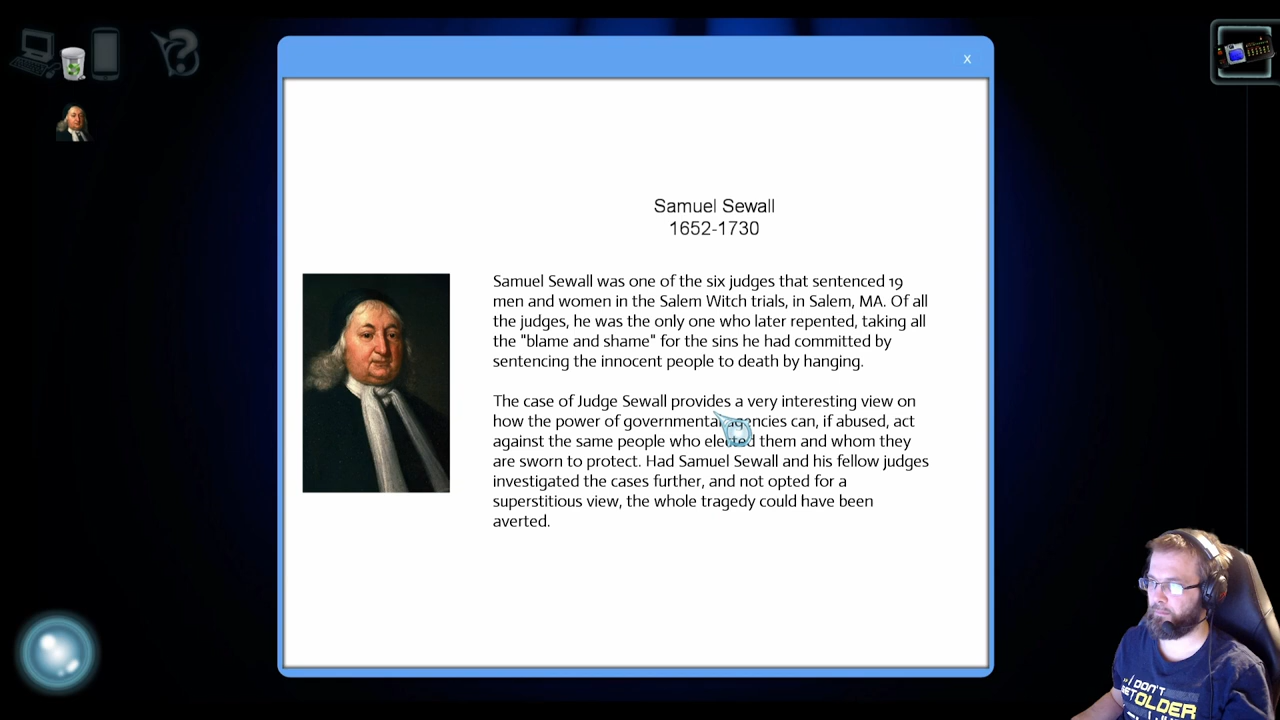 x
Samuel Sewall
1652-1730
Samuel Sewall was one of the six judges that sentenced 19
men and women in the Salem Witch trials, in Salem, MA. Of all
the judges, he was the only one who later repented, taking all
the "blame and shame" for the sins he had committed by
sentencing the innocent people to death by hanging.
The case of Judge Sewall provides a very interesting view on
how the power of governmental agencies can, if abused, act
against the same people who elected them and whom they
are sworn to protect. Had Samuel Sewall and his fellow judges
investigated the cases further, and not opted for a
superstitious view, the whole tragedy could have been
averted.
I DON'T
GET OLDER